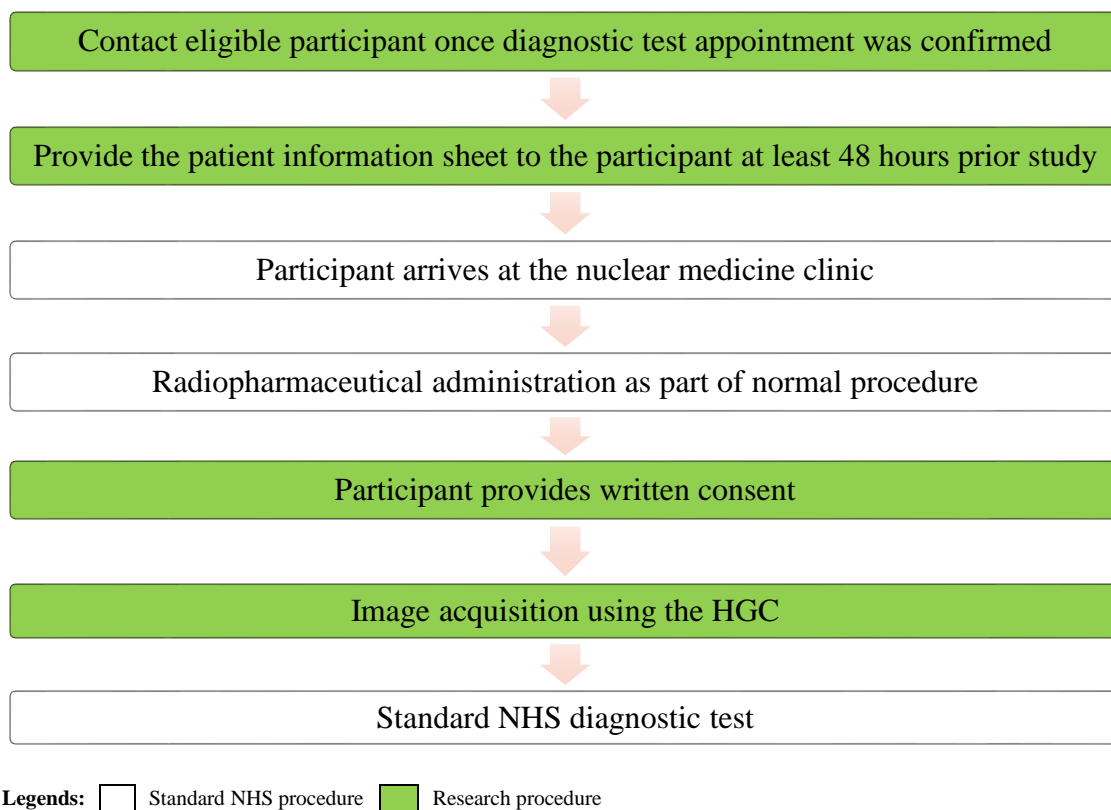 Contact eligible participant once diagnostic test appointment was confirmed
Provide the patient information sheet to the participant at least 48 hours prior study
Participant arrives at the nuclear medicine clinic
Radiopharmaceutical administration as part of normal procedure
Participant provides written consent
Image acquisition using the HGC
Standard NHS diagnostic test
Legends: Standard NHS procedure Research procedure